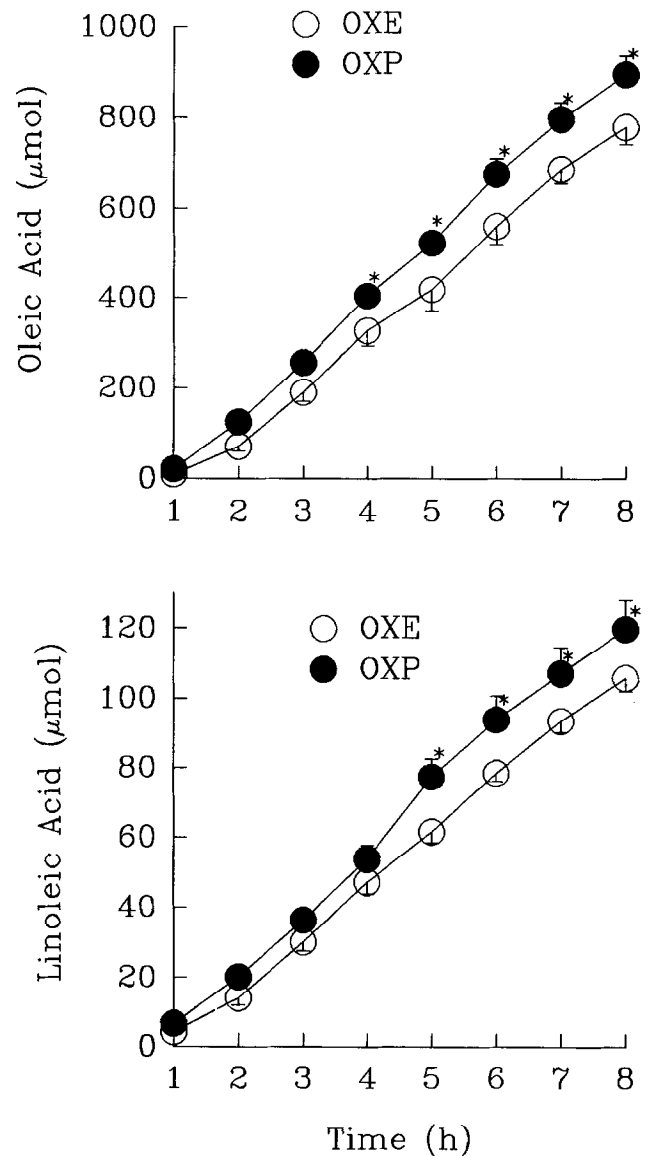 1000
800
600
400
200
0
Oleic Acid (μmol)
OXE
OXP
* * * * *
1 2 3 4 5 6 7 8
120
100
80
60
40
20
0
Linoleic Acid (μmol)
OXE
OXP
* * * *
1 2 3 4 5 6 7 8
Time (h)